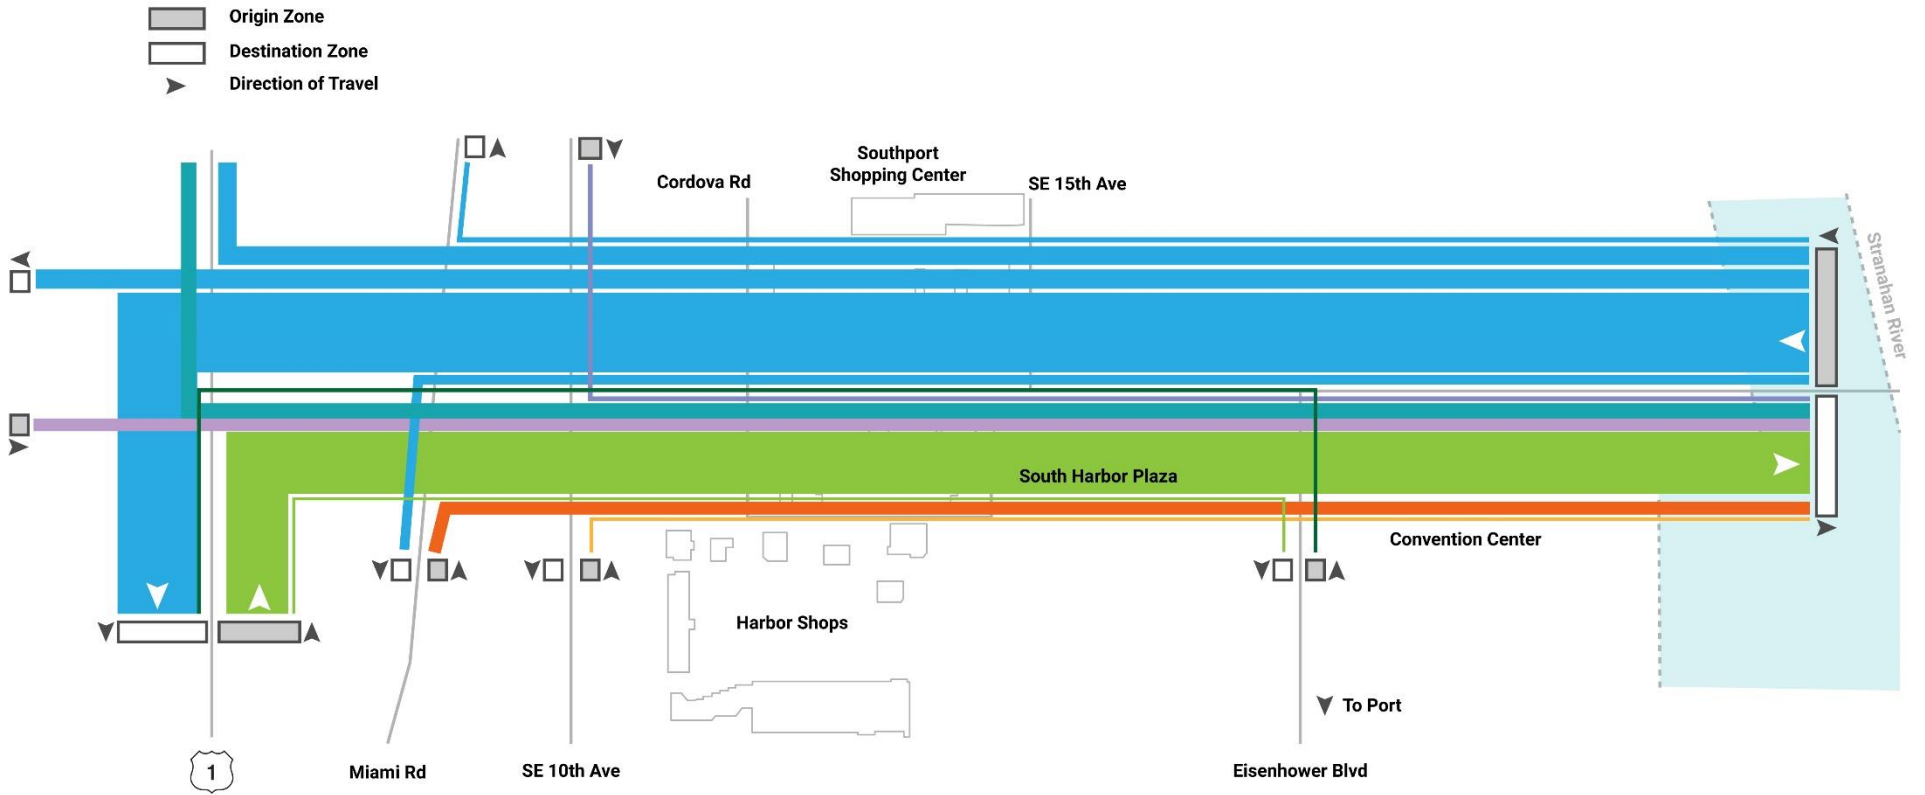 Origin Zone
Destination Zone
Direction of Travel
Southport
Shopping Center
Cordova Rd
SE 15th Ave
Stranahan River
South Harbor Plaza
Convention Center
Harbor Shops
To Port
1
Miami Rd
SE 10th Ave
Eisenhower Blvd